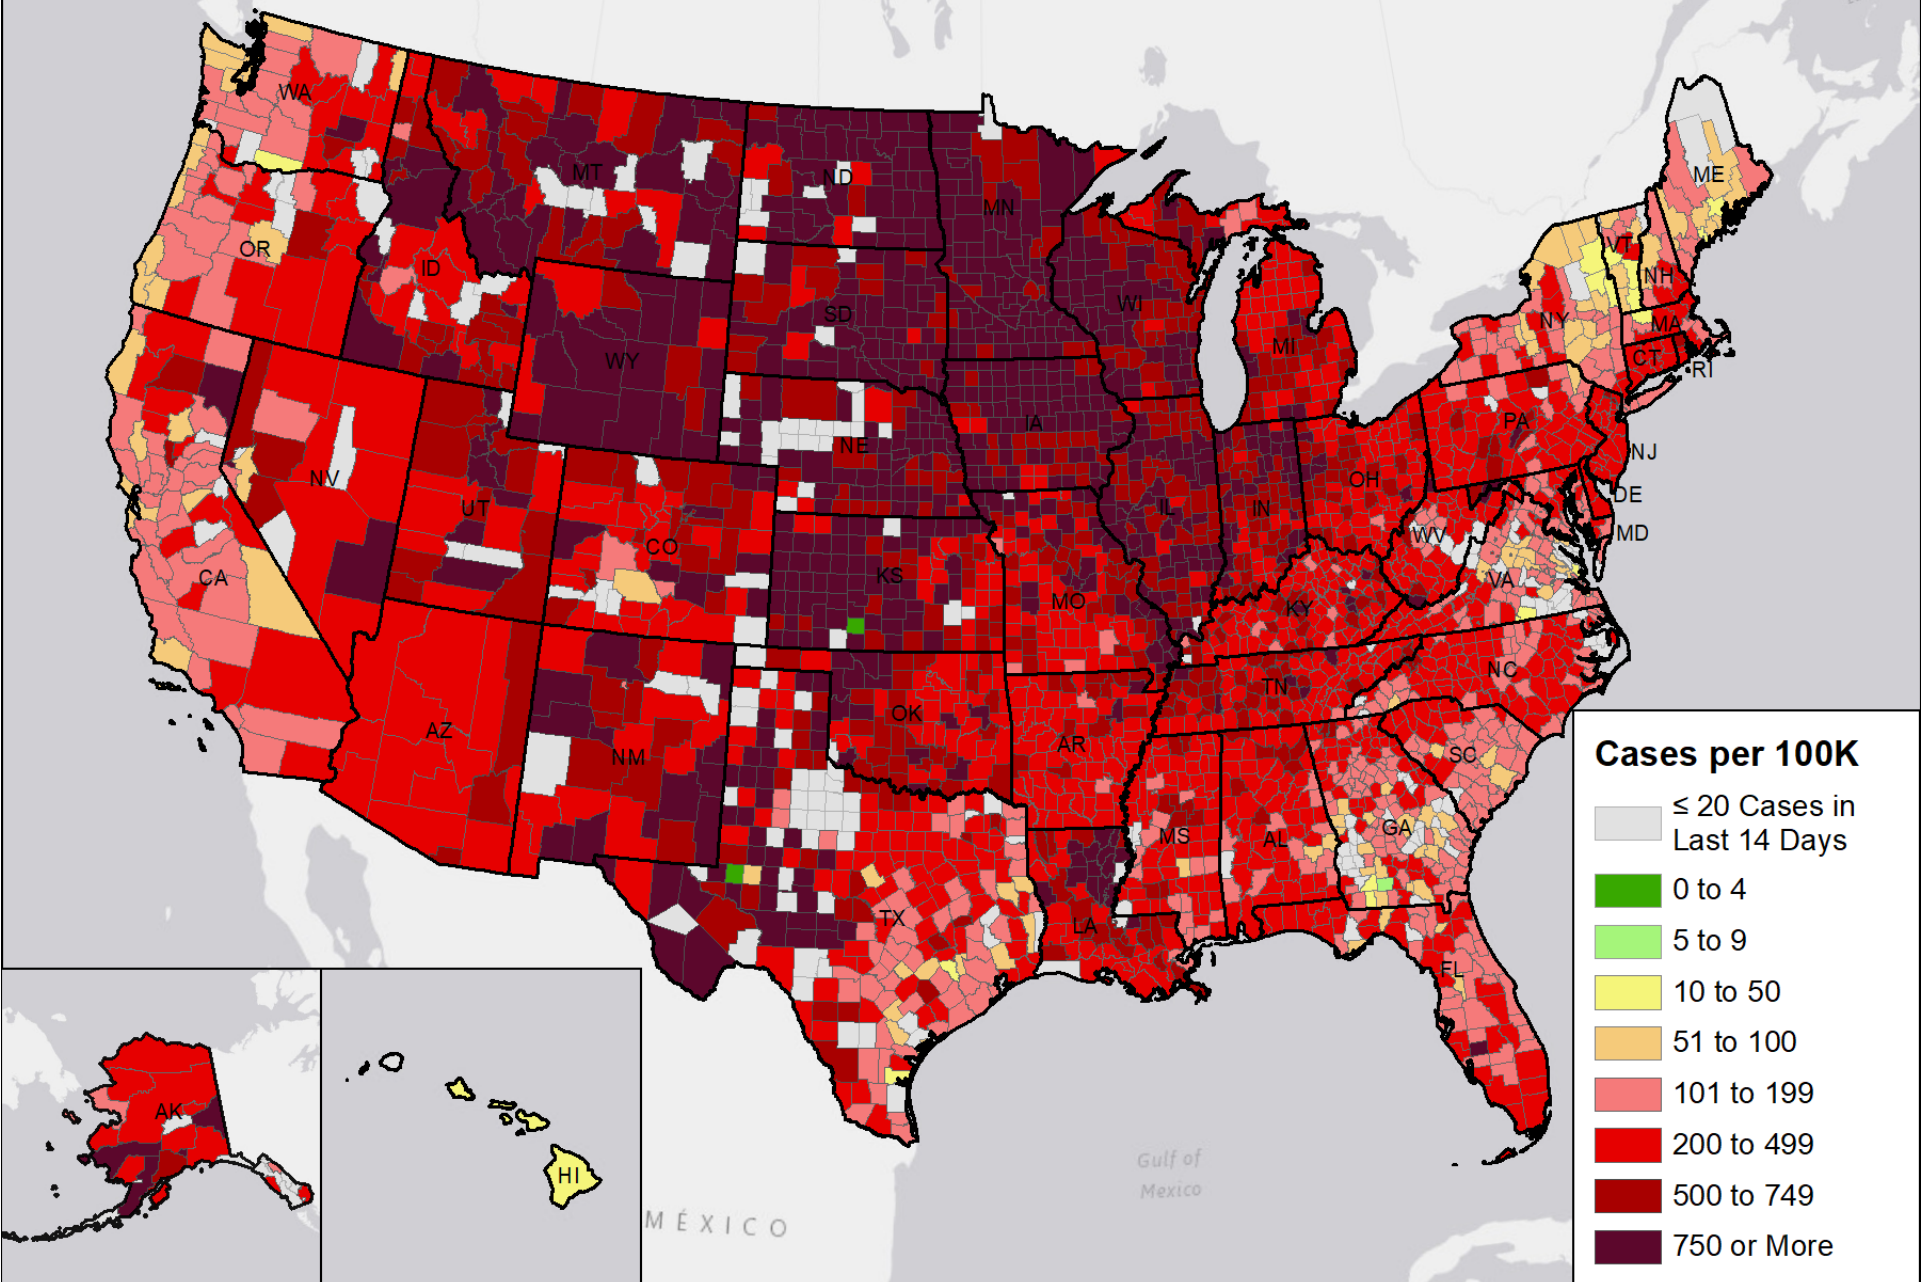 WA
MT
ND
MN
ME
OR
ID
VT
NH
SD
WI
NY
MA
MI
WY
CT
RI
IA
PA
NE
NJ
NV
UT
OH
IL
IN
DE
MD
CO
WV
CA
KS
VA
MO
KY
NC
TN
OK
AZ
AR
NM
SC
MS
AL
GA
TX
LA
FL
AK
HI
Gulf of
Mexico
MÉXICO
Cases per 100K
≤ 20 Cases in
Last 14 Days
0 to 4
5 to 9
10 to 50
51 to 100
101 to 199
200 to 499
500 to 749
750 or More